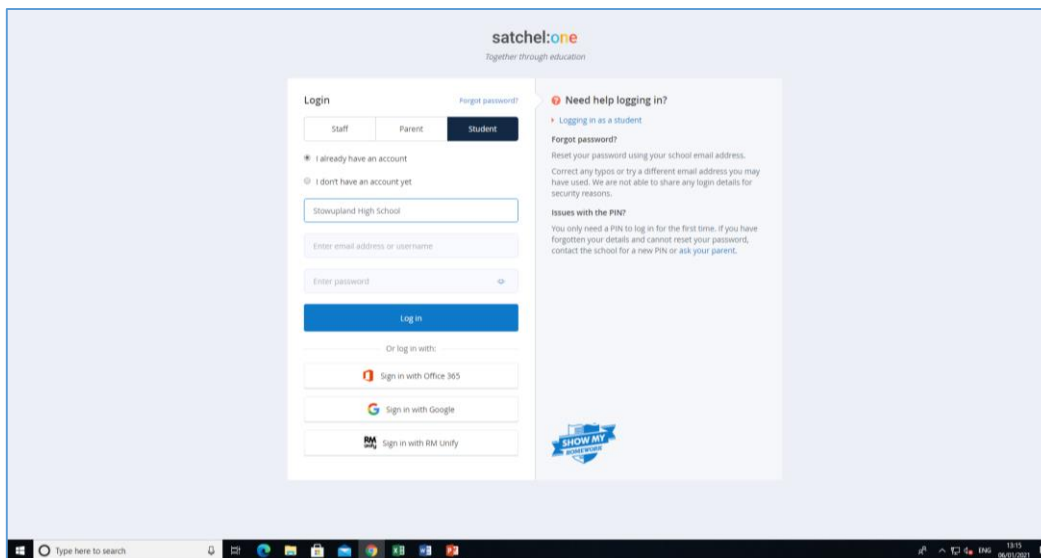 satchel:one
Together through education
Login
Forgot password?
Staff
Parent
Student
I already have an account
I don't have an account yet
Stowupland High School
Enter email address or username
Enter password
Log in
Or log in with:
Sign in with Office 365
Sign in with Google
RM unify
Sign in with RM Unify
Need help logging in?
Logging in as a student
Forgot password?
Reset your password using your school email address.
Correct any typos or try a different email address you may
have used. We are not able to share any login details for
security reasons.
Issues with the PIN?
You only need a PIN to log in for the first time. If you have
forgotten your details and cannot reset your password,
contact the school for a new PIN or ask your parent.
SHOW MY
HOMEWORK
Type here to search
ENG
13:15
06/01/2021